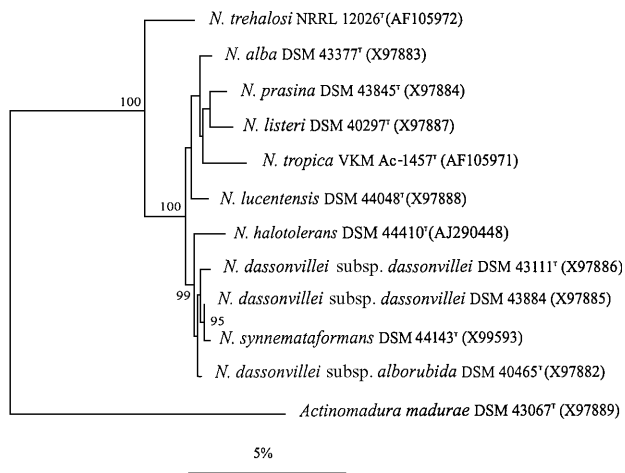 N. trehalosi NRRL 12026ᵀ(AF105972)
N. alba DSM 43377ᵀ (X97883)
N. prasina DSM 43845ᵀ (X97884)
100
N. listeri DSM 40297ᵀ (X97887)
N. tropica VKM Ac-1457ᵀ (AF105971)
N. lucentensis DSM 44048ᵀ (X97888)
100
N. halotolerans DSM 44410ᵀ(AJ290448)
N. dassonvillei subsp. dassonvillei DSM 43111ᵀ (X97886)
99
N. dassonvillei subsp. dassonvillei DSM 43884 (X97885)
95
N. synnemataformans DSM 44143ᵀ (X99593)
N. dassonvillei subsp. alborubida DSM 40465ᵀ(X97882)
Actinomadura madurae DSM 43067ᵀ (X97889)
5%